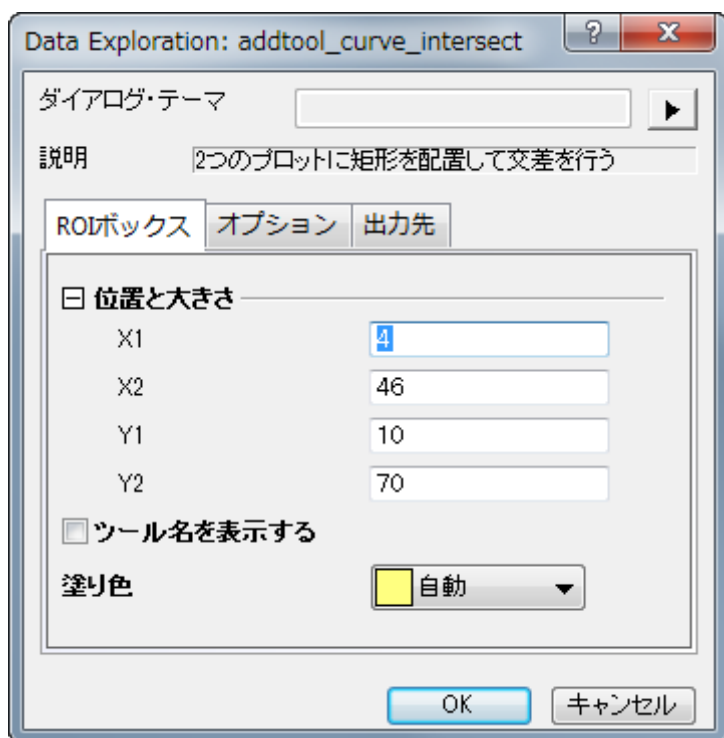 Data Exploration: addtool_curve_intersect
ダイアログ・テーマ
説明 2つのプロットに矩形を配置して交差を行う
ROIボックス オプション 出力先
位置と大きさ
X1 4
X2 46
Y1 10
Y2 70
ツール名を表示する
塗り色 自動
OK キャンセル